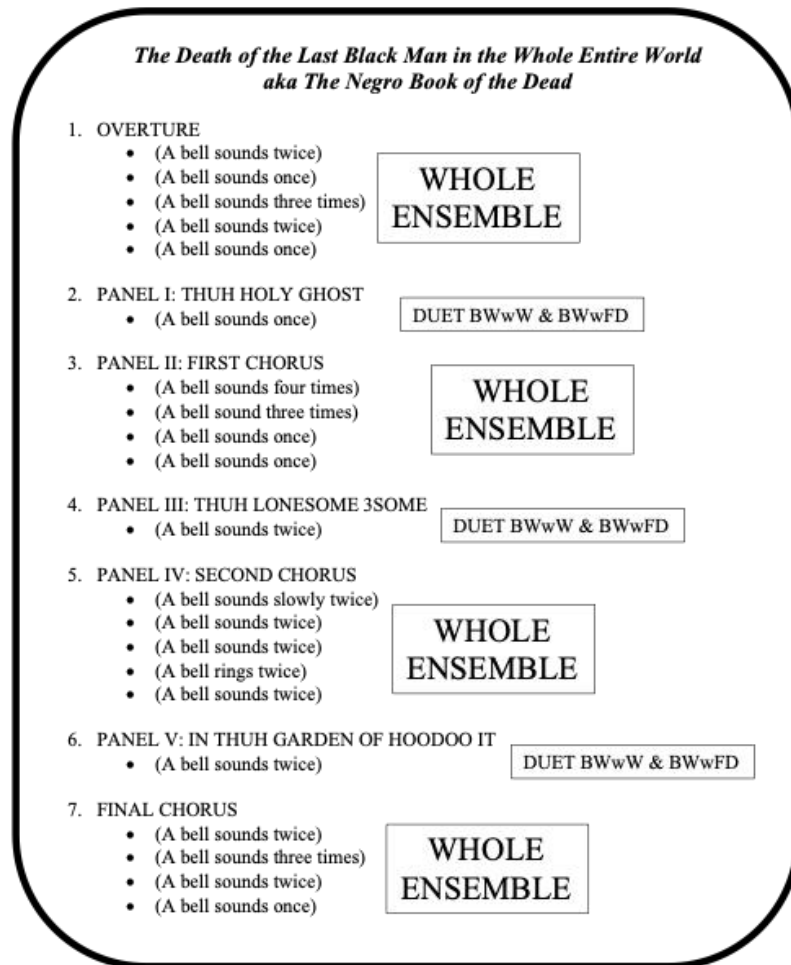 The Death of the Last Black Man in the Whole Entire World
aka The Negro Book of the Dead
1. OVERTURE
• (A bell sounds twice)
• (A bell sounds once)
• (A bell sounds three times)
• (A bell sounds twice)
• (A bell sounds once)
WHOLE
ENSEMBLE
2. PANEL I: THUH HOLY GHOST
• (A bell sounds once)
DUET BWwW & BWwFD
3. PANEL II: FIRST CHORUS
• (A bell sounds four times)
• (A bell sound three times)
• (A bell sounds once)
• (A bell sounds once)
WHOLE
ENSEMBLE
4. PANEL III: THUH LONESOME 3SOME
• (A bell sounds twice)
DUET BWwW & BWwFD
5. PANEL IV: SECOND CHORUS
• (A bell sounds slowly twice)
• (A bell sounds twice)
• (A bell sounds twice)
• (A bell rings twice)
• (A bell sounds twice)
WHOLE
ENSEMBLE
6. PANEL V: IN THUH GARDEN OF HOODOO IT
• (A bell sounds twice)
DUET BWwW & BWwFD
7. FINAL CHORUS
• (A bell sounds twice)
• (A bell sounds three times)
• (A bell sounds twice)
• (A bell sounds once)
WHOLE
ENSEMBLE